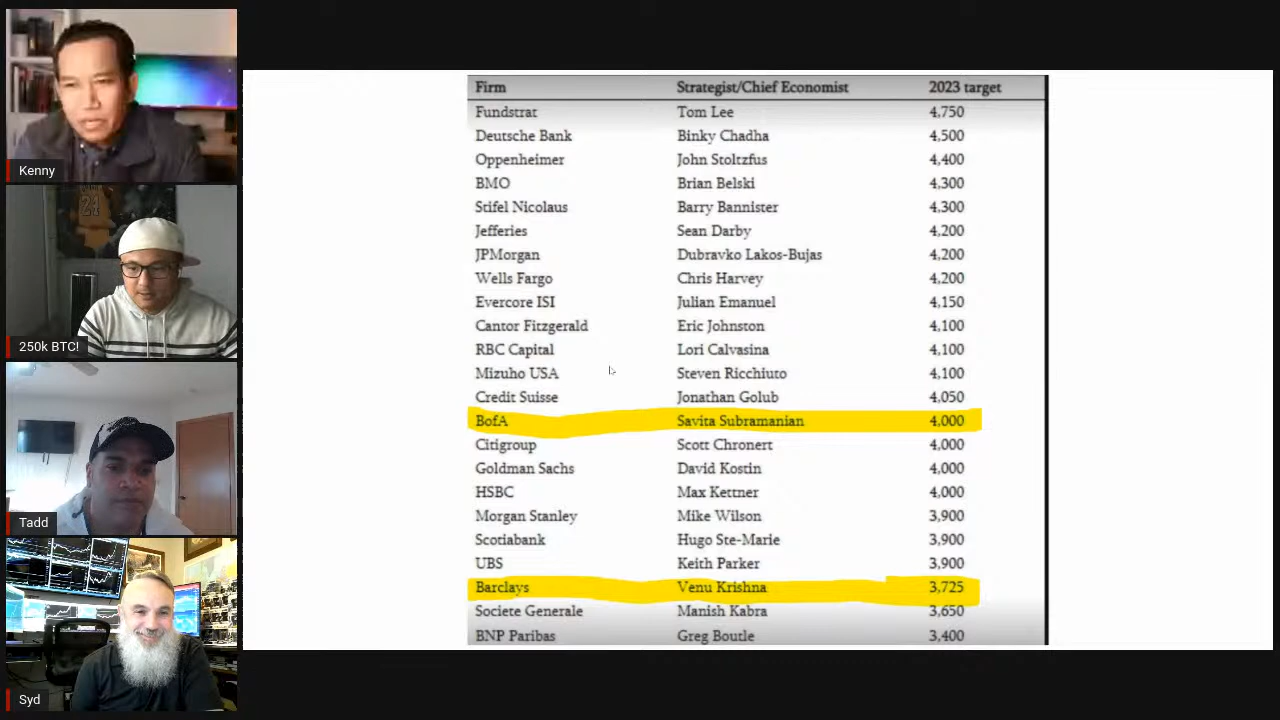 Kenny
21
250k BTC!
Tadd
Syd
Firm Strategist/Chief Economist 2023 target
Fundstrat Tom Lee 4,750
Deutsche Bank Binky Chadha 4,500
Oppenheimer John Stoltzfus 4,400
BMO Brian Belski 4,300
Stifel Nicolaus Barry Bannister 4,300
Jefferies Sean Darby 4,200
JPMorgan Dubravko Lakos-Bujas 4,200
Wells Fargo Chris Harvey 4,200
Evercore ISI Julian Emanuel 4,150
Cantor Fitzgerald Eric Johnston 4,100
RBC Capital Lori Calvasina 4,100
Mizuho USA Steven Ricchiuto 4,100
Credit Suisse Jonathan Golub 4,050
BofA Savita Subramanian 4,000
Citigroup Scott Chronert 4,000
Goldman Sachs David Kostin 4,000
HSBC Max Kettner 4,000
Morgan Stanley Mike Wilson 3,900
Scotiabank Hugo Ste-Marie 3,900
UBS Keith Parker 3,900
Barclays Venu Krishna 3,725
Societe Generale Manish Kabra 3,650
BNP Paribas Greg Boutle 3,400